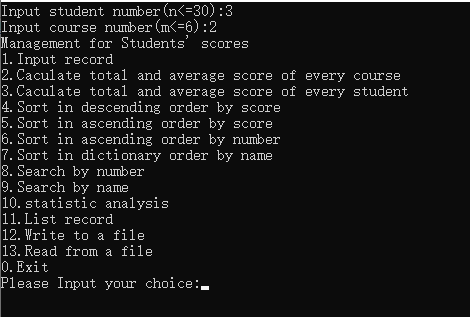 Input student number(n<=30):3
Input course number(m<=6):2
Management for Students' scores
1.Input record
2.Caculate total and average score of every course
3.Caculate total and average score of every student
4.Sort in descending order by score
5.Sort in ascending order by score
6.Sort in ascending order by number
7.Sort in dictionary order by name
8.Search by number
9.Search by name
10.statistic analysis
11.List record
12.Write to a file
13.Read from a file
0.Exit
Please Input your choice: